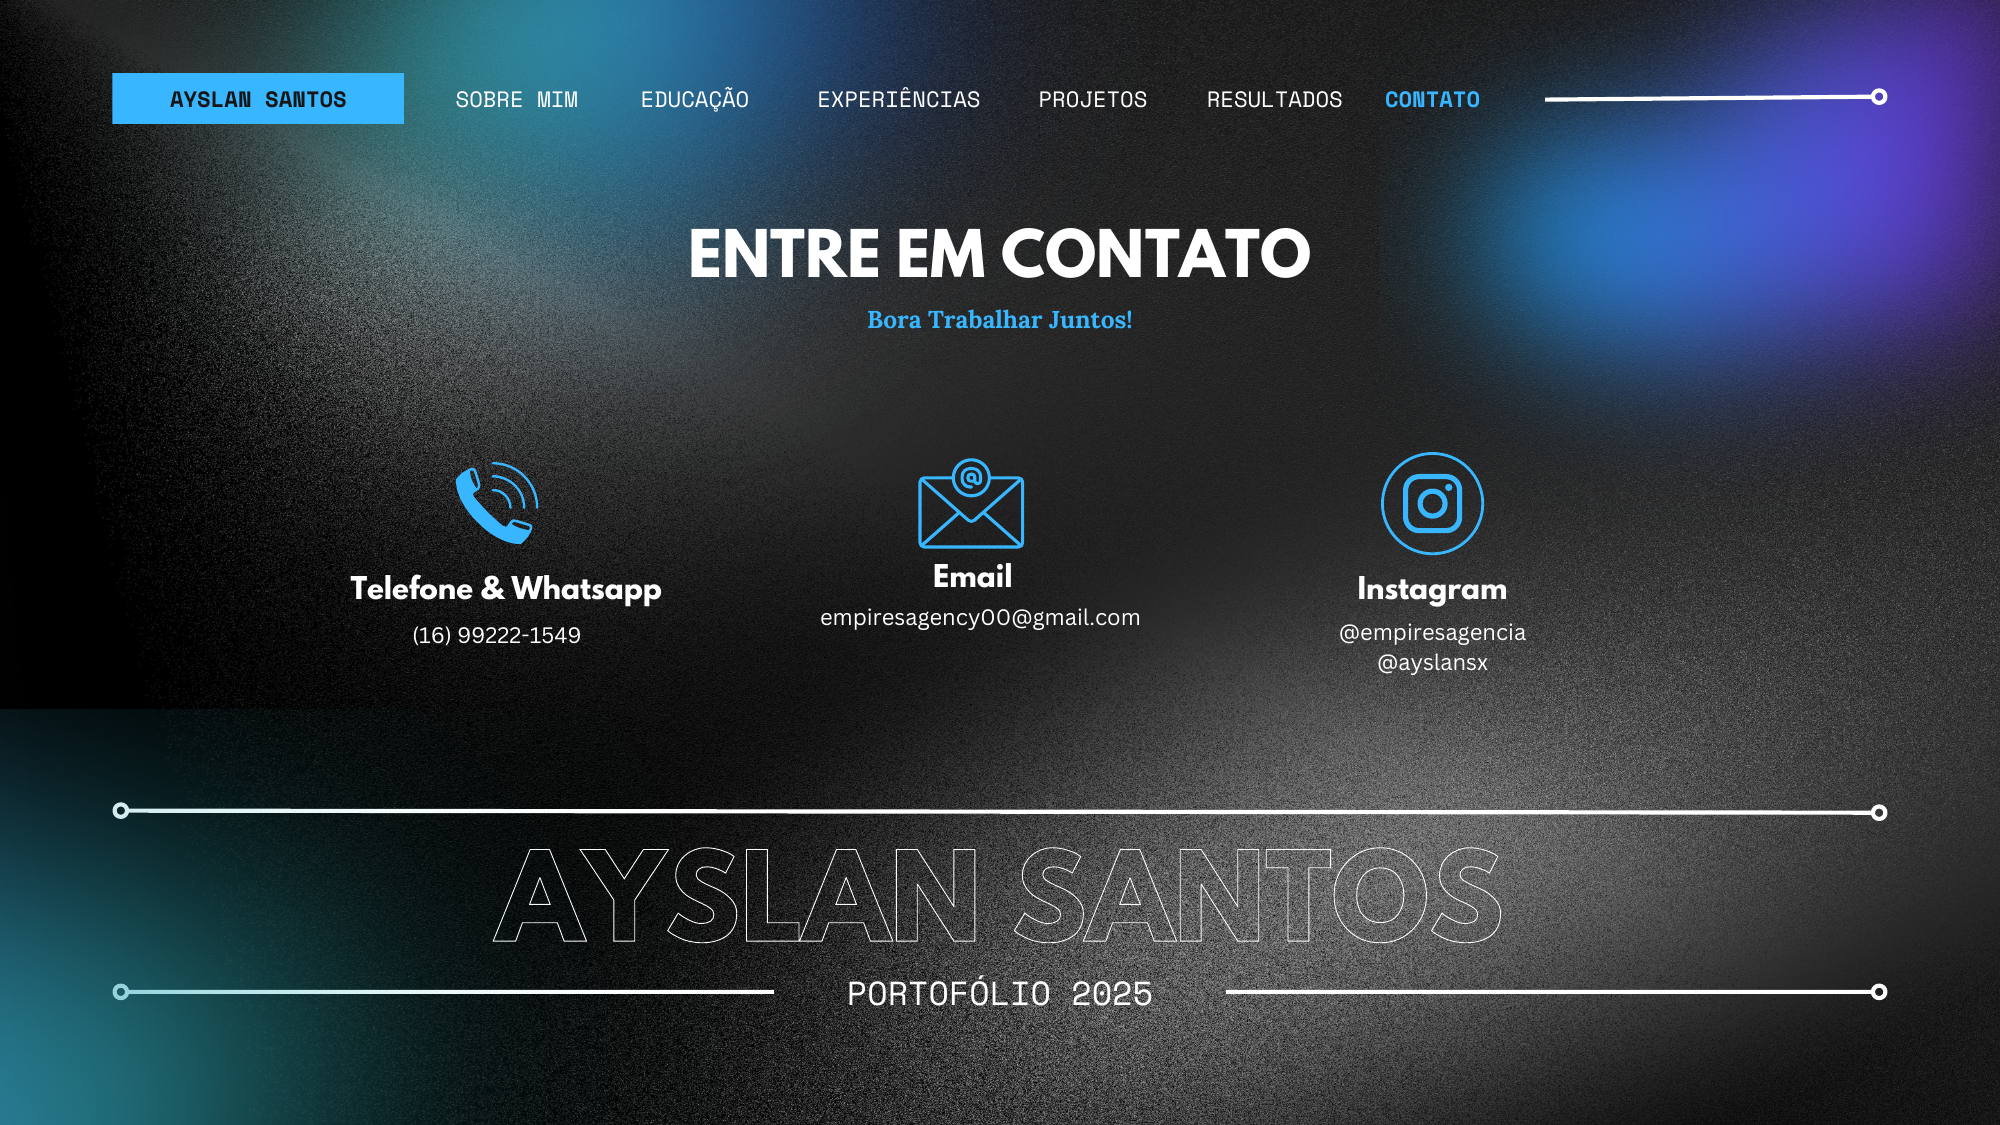 AYSLAN SANTOS
SOBRE MIM
EDUCAÇÃO
EXPERIÊNCIAS
PROJETOS
RESULTADOS
CONTATO
ENTRE EM CONTATO
Bora Trabalhar Juntos!
Telefone & Whatsapp
(16) 99222-1549
Email
empiresagency00@gmail.com
Instagram
@empiresagencia
@ayslansx
AYSLAN SANTOS
PORTOFÓLIO 2025